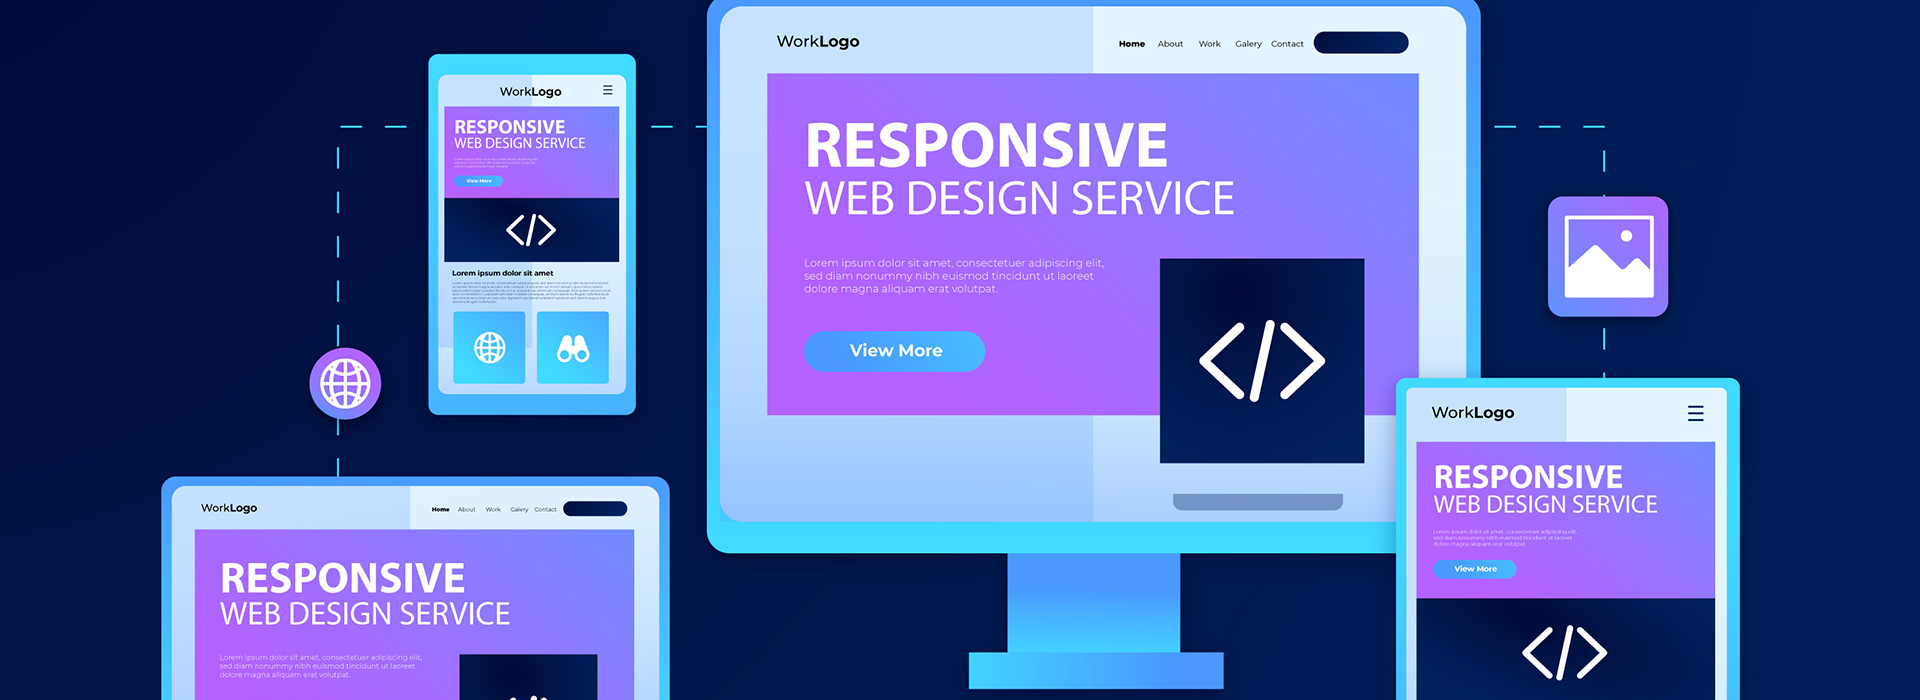 WorkLogo
RESPONSIVE
WEB DESIGN SERVICE
View More
Lorem ipsum dolor sit amet
WorkLogo
Home About Work Galery Contact
RESPONSIVE
WEB DESIGN SERVICE
Lorem ipsum dolor sit amet, consectetuer adipiscing elit,
sed diam nonummy nibh euismod tincidunt ut laoreet
dolore magna aliquam erat volutpat.
View More
WorkLogo
Home About Work Galery Contact
RESPONSIVE
WEB DESIGN SERVICE
Lorem ipsum dolor sit amet, consectetuer adipiscing elit,
sed diam nonummy nibh euismod tincidunt ut laoreet
dolore magna aliquam erat volutpat.
WorkLogo
RESPONSIVE
WEB DESIGN SERVICE
Lorem ipsum dolor sit amet, consectetuer adipiscing elit,
sed diam nonummy nibh euismod tincidunt ut laoreet
dolore magna aliquam erat volutpat.
View More